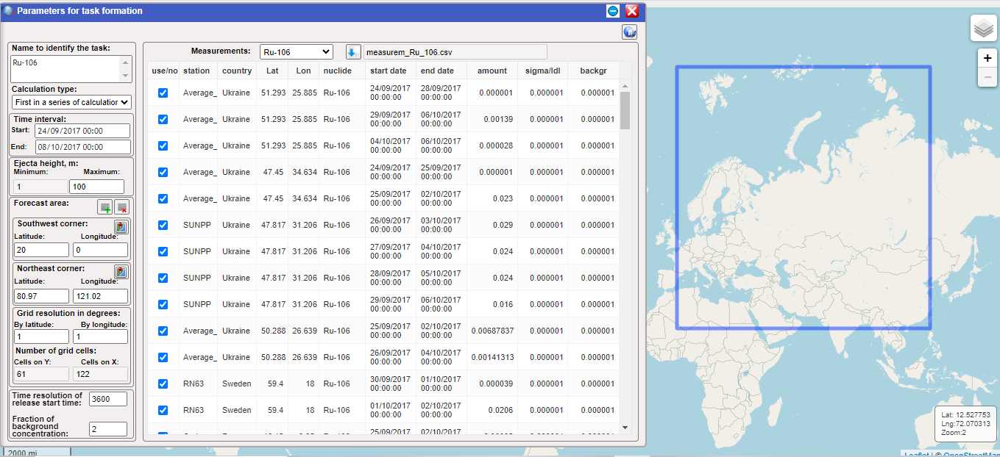 Parameters for task formation
Name to identify the task:
Ru-106
Calculation type:
First in a series of calculation
Time interval:
Start: 24/09/2017 00:00
End: 08/10/2017 00:00
Ejecta height, m:
Minimum: Maximum:
1 100
Forecast area:
Southwest corner:
Latitude: Longitude:
20 0
Northeast corner:
Latitude: Longitude:
80.97 121.02
Grid resolution in degrees:
By latitude: By longitude:
1 1
Number of grid cells:
Cells on Y: Cells on X:
61 122
Time resolution of
release start time: 3600
Fraction of
background
concentration: 2
Measurements: Ru-106 measurem_Ru_106.csv
use/no station country Lat Lon nuclide start date end date amount sigma/ldl backgr
Average_ Ukraine 51.293 25.885 Ru-106 24/09/2017 00:00:00 28/09/2017 00:00:00 0.000001 0.000001 0.000001
Average_ Ukraine 51.293 25.885 Ru-106 29/09/2017 00:00:00 06/10/2017 00:00:00 0.00139 0.000001 0.000001
Average_ Ukraine 51.293 25.885 Ru-106 04/10/2017 00:00:00 06/10/2017 00:00:00 0.000028 0.000001 0.000001
Average_ Ukraine 47.45 34.634 Ru-106 24/09/2017 00:00:00 25/09/2017 00:00:00 0.000001 0.000001 0.000001
Average_ Ukraine 47.45 34.634 Ru-106 25/09/2017 00:00:00 02/10/2017 00:00:00 0.023 0.000001 0.000001
SUNPP Ukraine 47.817 31.206 Ru-106 26/09/2017 00:00:00 03/10/2017 00:00:00 0.029 0.000001 0.000001
SUNPP Ukraine 47.817 31.206 Ru-106 27/09/2017 00:00:00 04/10/2017 00:00:00 0.024 0.000001 0.000001
SUNPP Ukraine 47.817 31.206 Ru-106 28/09/2017 00:00:00 05/10/2017 00:00:00 0.024 0.000001 0.000001
SUNPP Ukraine 47.817 31.206 Ru-106 29/09/2017 00:00:00 06/10/2017 00:00:00 0.016 0.000001 0.000001
Average_ Ukraine 50.288 26.639 Ru-106 25/09/2017 00:00:00 02/10/2017 00:00:00 0.00687837 0.000001 0.000001
Average_ Ukraine 50.288 26.639 Ru-106 26/09/2017 00:00:00 04/10/2017 00:00:00 0.00141313 0.000001 0.000001
RN63 Sweden 59.4 18 Ru-106 30/09/2017 00:00:00 01/10/2017 00:00:00 0.000039 0.000001 0.000001
RN63 Sweden 59.4 18 Ru-106 01/10/2017 00:00:00 02/10/2017 00:00:00 0.0206 0.000001 0.000001
25/09/2017 02/10/2017
+
−
Lat: 12.527753
Lng:72.070313
Zoom:2
2000 mi
Leaflet | © OpenStreetMap